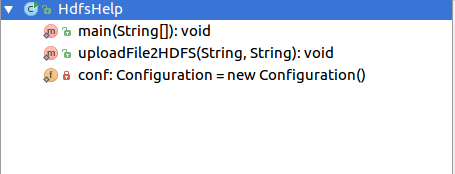 HdfsHelp
main(String[]): void
uploadFile2HDFS(String, String): void
conf: Configuration = new Configuration()